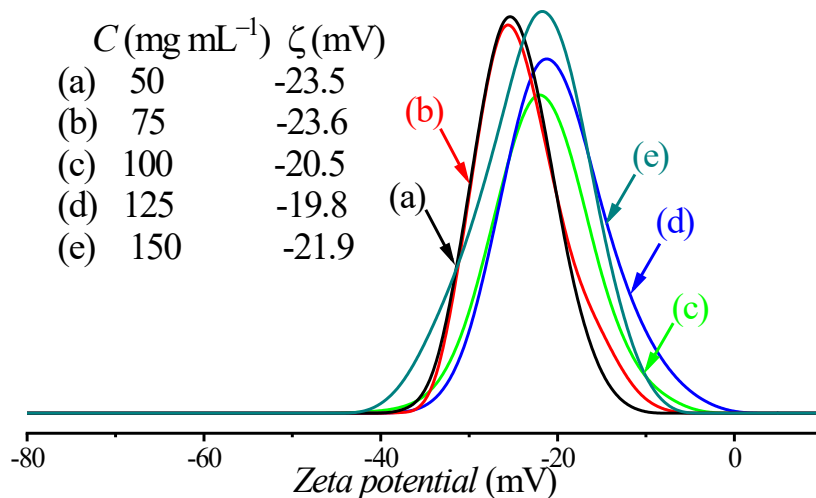 C (mg mL⁻¹) ζ (mV)
(a) 50 -23.5
(b) 75 -23.6
(c) 100 -20.5
(d) 125 -19.8
(e) 150 -21.9
(b)
(e)
(a)
(d)
(c)
-80 -60 -40 -20 0
Zeta potential (mV)